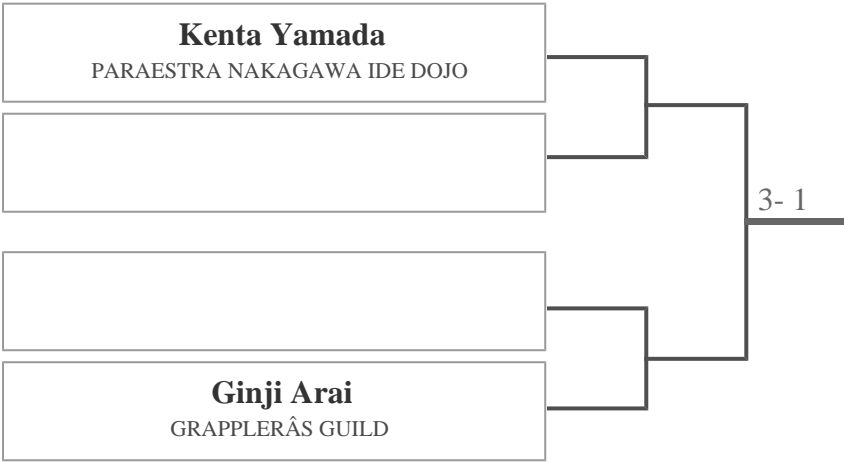 Kenta Yamada
PARAESTRA NAKAGAWA IDE DOJO
3- 1
Ginji Arai
GRAPPLERÂS GUILD